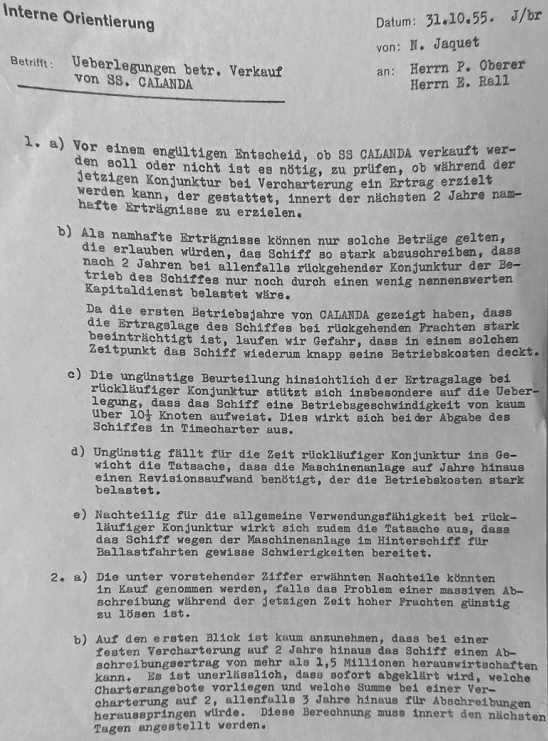 Interne Orientierung
Datum: 31.10.55. J/br
von: N. Jaquet
Betrifft: Ueberlegungen betr. Verkauf
von SS. CALANDA
an: Herrn P. Oberer
Herrn E. Rall
1. a) Vor einem engültigen Entscheid, ob SS CALANDA verkauft wer-
den soll oder nicht ist es nötig, zu prüfen, ob während der
jetzigen Konjunktur bei Vercharterung ein Ertrag erzielt
werden kann, der gestattet, innert der nächsten 2 Jahre nam-
hafte Erträgnisse zu erzielen.
b) Als namhafte Erträgnisse können nur solche Beträge gelten,
die erlauben würden, das Schiff so stark abzuschreiben, dass
nach 2 Jahren bei allenfalls rückgehender Konjunktur der Be-
trieb des Schiffes nur noch durch einen wenig nennenswerten
Kapitaldienst belastet wäre.
Da die ersten Betriebsjahre von CALANDA gezeigt haben, dass
die Ertragslage des Schiffes bei rückgehenden Frachten stark
beeinträchtigt ist, laufen wir Gefahr, dass in einem solchen
Zeitpunkt das Schiff wiederum knapp seine Betriebskosten deckt.
c) Die ungünstige Beurteilung hinsichtlich der Ertragslage bei
rückläufiger Konjunktur stützt sich insbesondere auf die Ueber-
legung, dass das Schiff eine Betriebsgeschwindigkeit von kaum
über 10½ Knoten aufweist. Dies wirkt sich bei der Abgabe des
Schiffes in Timecharter aus.
d) Ungünstig fällt für die Zeit rückläufiger Konjunktur ins Ge-
wicht die Tatsache, dass die Maschinenanlage auf Jahre hinaus
einen Revisionsaufwand benötigt, der die Betriebskosten stark
belastet.
e) Nachteilig für die allgemeine Verwendungsfähigkeit bei rück-
läufiger Konjunktur wirkt sich zudem die Tatsache aus, dass
das Schiff wegen der Maschinenanlage im Hinterschiff für
Ballastfahrten gewisse Schwierigkeiten bereitet.
2. a) Die unter vorstehender Ziffer erwähnten Nachteile könnten
in Kauf genommen werden, falls das Problem einer massiven Ab-
schreibung während der jetzigen Zeit hoher Frachten günstig
zu lösen ist.
b) Auf den ersten Blick ist kaum anzunehmen, dass bei einer
festen Vercharterung auf 2 Jahre hinaus das Schiff einen Ab-
schreibungsertrag von mehr als 1,5 Millionen herauswirtschaften
kann. Es ist unerlässlich, dass sofort abgeklärt wird, welche
Charterangebote vorliegen und welche Summe bei einer Ver-
charterung auf 2, allenfalls 3 Jahre hinaus für Abschreibungen
herausspringen würde. Diese Berechnung muss innert den nächsten
Tagen angestellt werden.